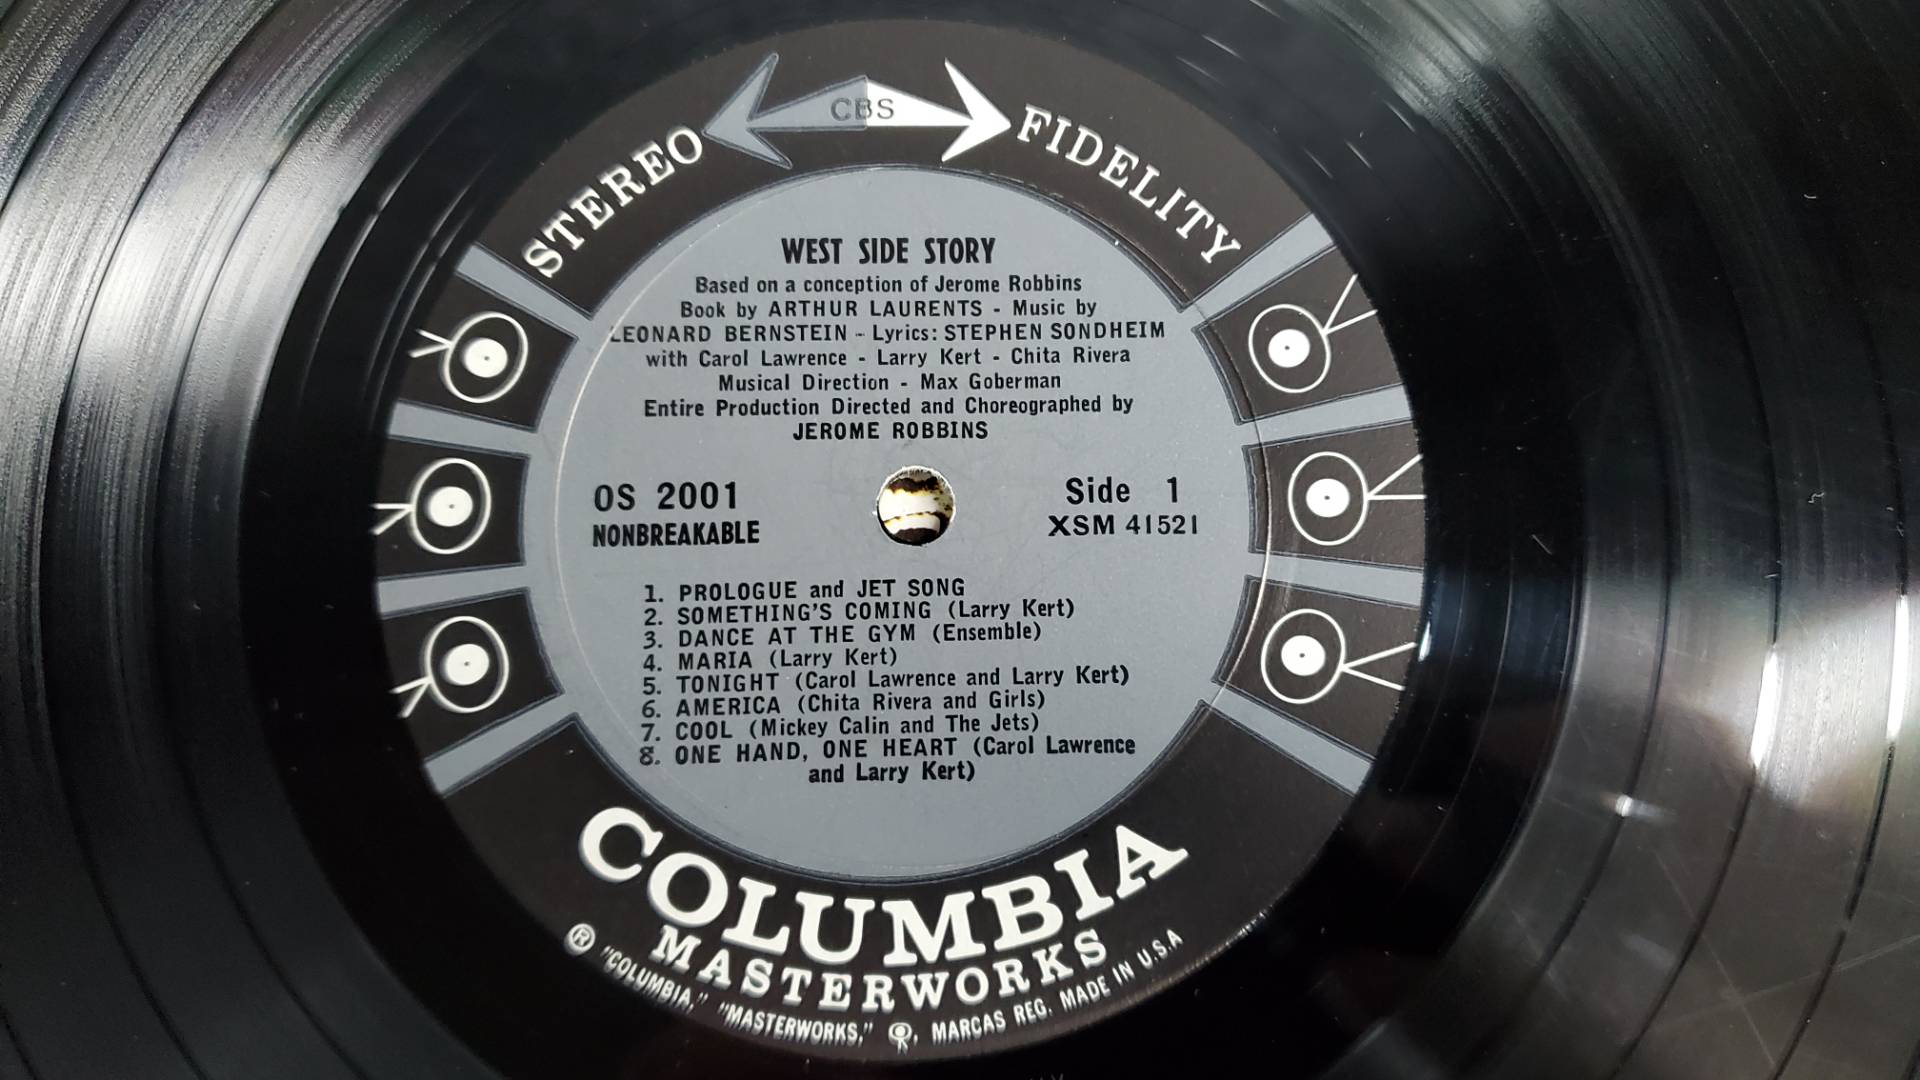 CBS
STEREO FIDELITY
WEST SIDE STORY
Based on a conception of Jerome Robbins
Book by ARTHUR LAURENTS - Music by
LEONARD BERNSTEIN - Lyrics: STEPHEN SONDHEIM
with Carol Lawrence - Larry Kert - Chita Rivera
Musical Direction - Max Goberman
Entire Production Directed and Choreographed by
JEROME ROBBINS
OS 2001
NONBREAKABLE
Side 1
XSM 41521
1. PROLOGUE and JET SONG
2. SOMETHING'S COMING (Larry Kert)
3. DANCE AT THE GYM (Ensemble)
4. MARIA (Larry Kert)
5. TONIGHT (Carol Lawrence and Larry Kert)
6. AMERICA (Chita Rivera and Girls)
7. COOL (Mickey Calin and The Jets)
8. ONE HAND, ONE HEART (Carol Lawrence
and Larry Kert)
COLUMBIA
MASTERWORKS
® "COLUMBIA," "MASTERWORKS," , MARCAS REG. MADE IN U.S.A